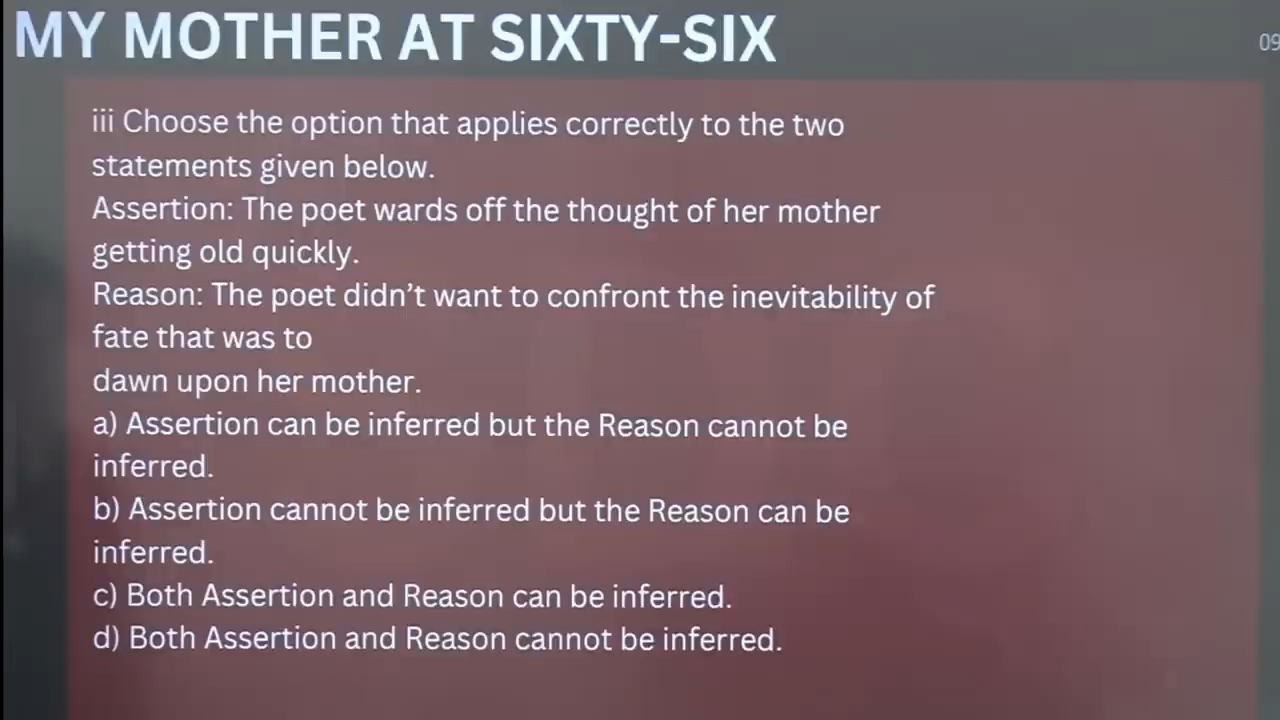 MY MOTHER AT SIXTY-SIX
09
iii Choose the option that applies correctly to the two
statements given below.
Assertion: The poet wards off the thought of her mother
getting old quickly.
Reason: The poet didn’t want to confront the inevitability of
fate that was to
dawn upon her mother.
a) Assertion can be inferred but the Reason cannot be
inferred.
b) Assertion cannot be inferred but the Reason can be
inferred.
c) Both Assertion and Reason can be inferred.
d) Both Assertion and Reason cannot be inferred.